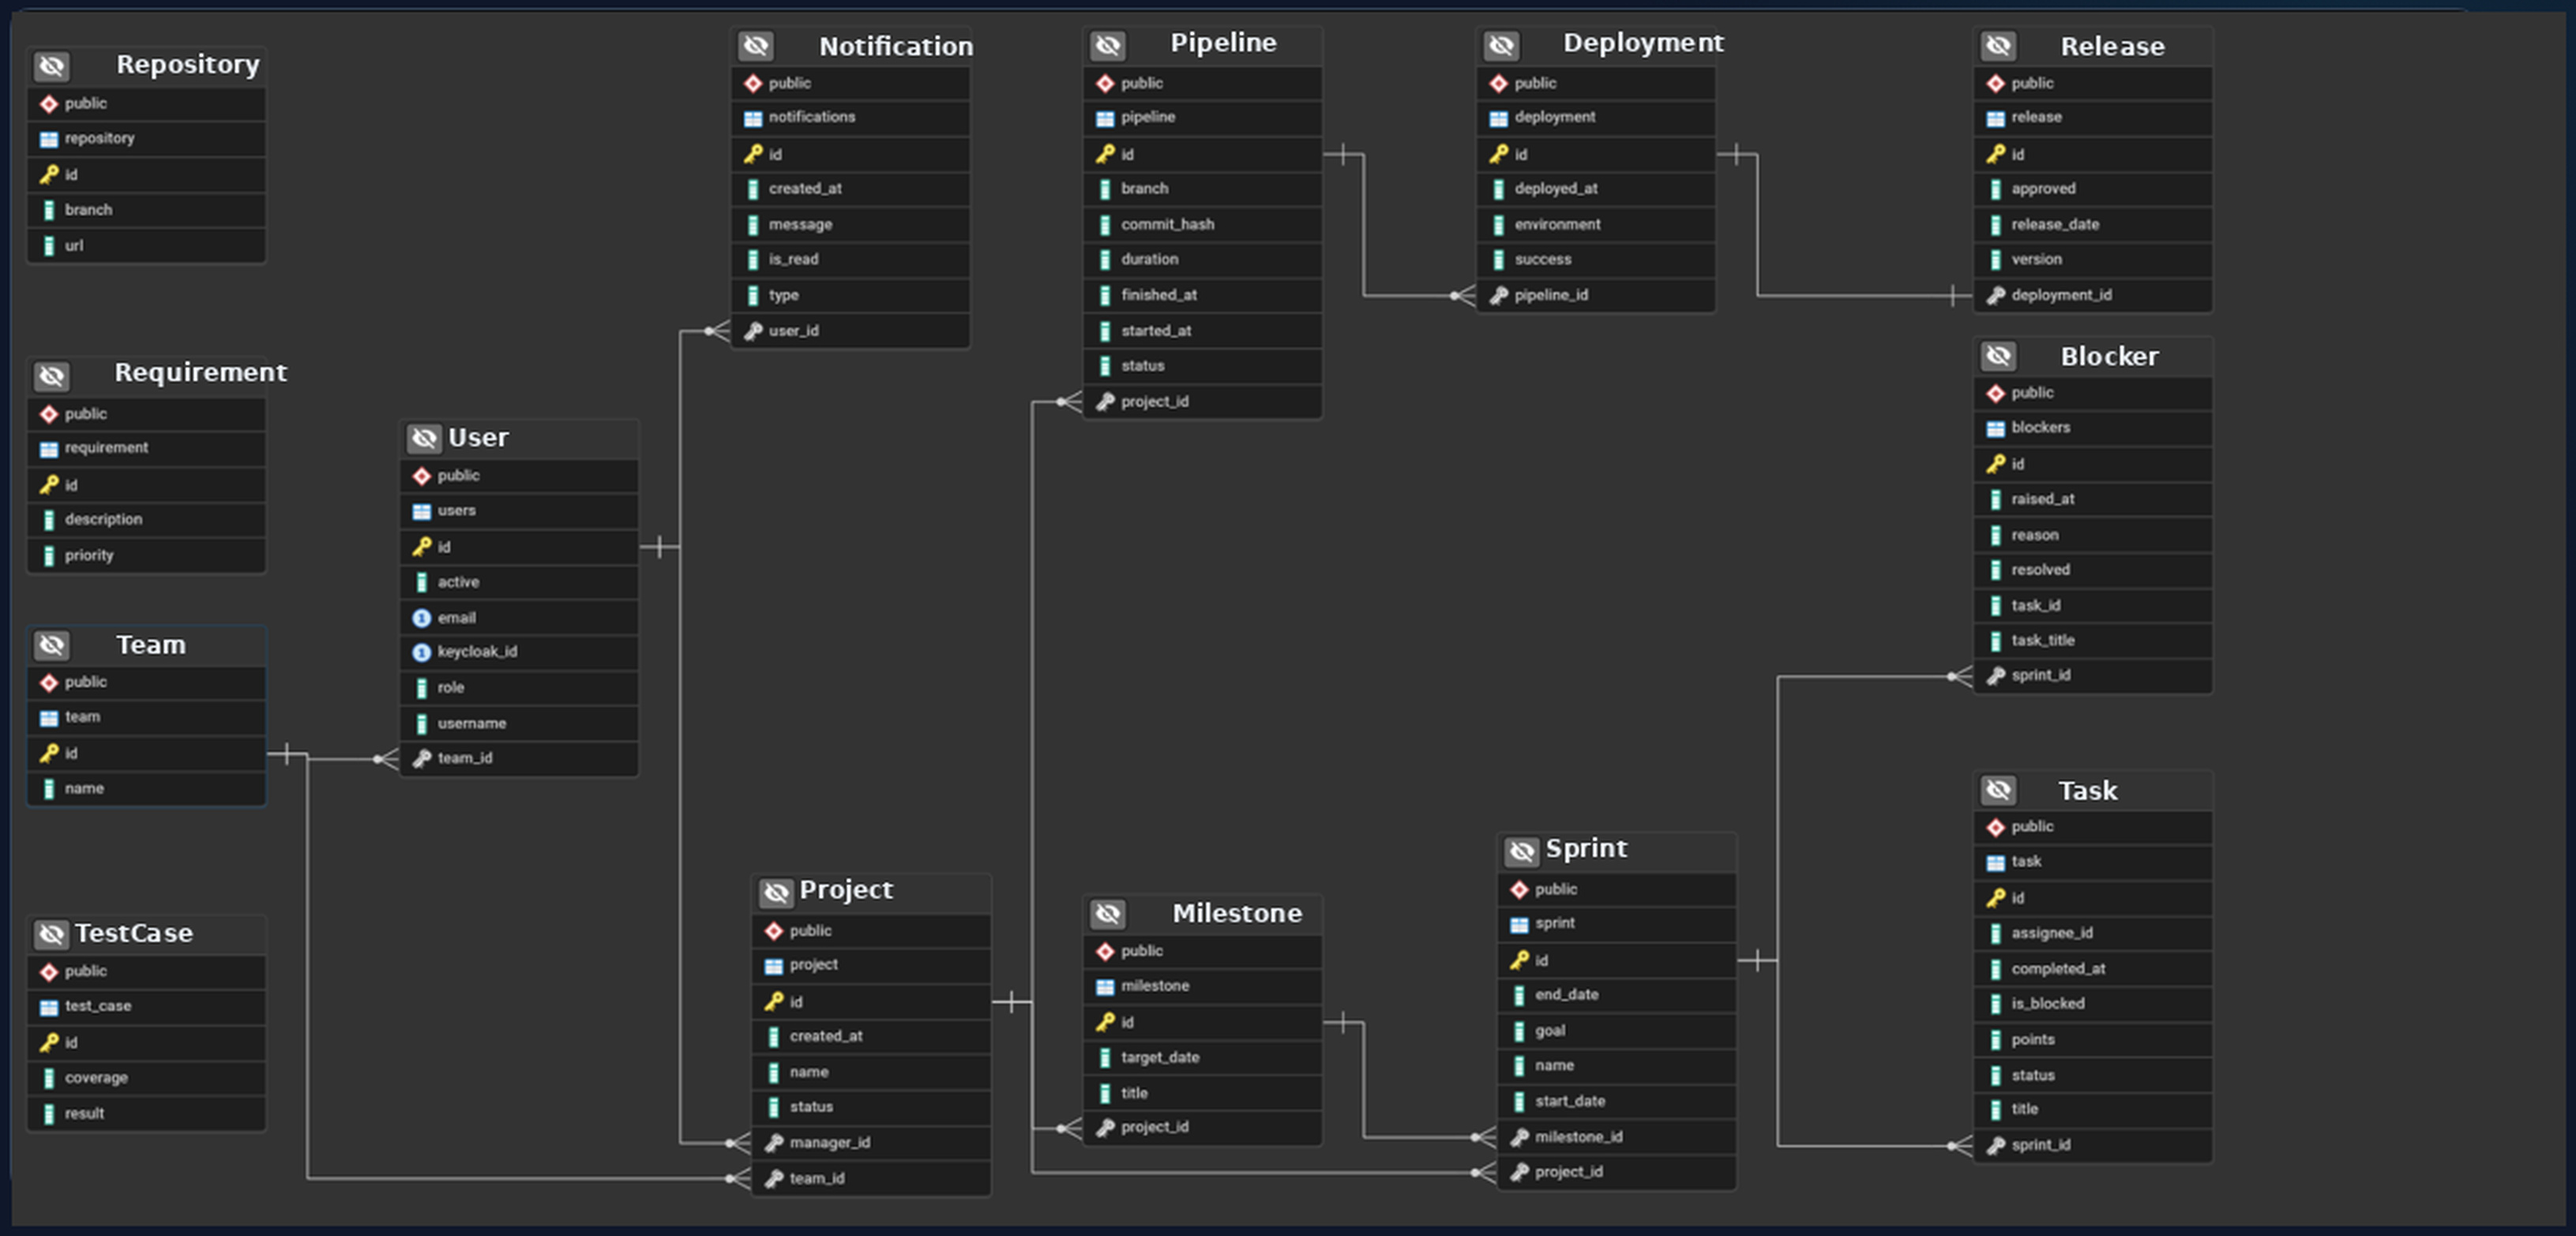 Repository
public
repository
id
branch
url
Requirement
public
requirement
id
description
priority
Team
public
team
id
name
TestCase
public
test_case
id
coverage
result
User
public
users
id
active
email
keycloak_id
role
username
team_id
Notification
public
notifications
id
created_at
message
is_read
type
user_id
Project
public
project
id
created_at
name
status
manager_id
team_id
Pipeline
public
pipeline
id
branch
commit_hash
duration
finished_at
started_at
status
project_id
Milestone
public
milestone
id
target_date
title
project_id
Deployment
public
deployment
id
deployed_at
environment
success
pipeline_id
Sprint
public
sprint
id
end_date
goal
name
start_date
milestone_id
project_id
Release
public
release
id
approved
release_date
version
deployment_id
Blocker
public
blockers
id
raised_at
reason
resolved
task_id
task_title
sprint_id
Task
public
task
id
assignee_id
completed_at
is_blocked
points
status
title
sprint_id